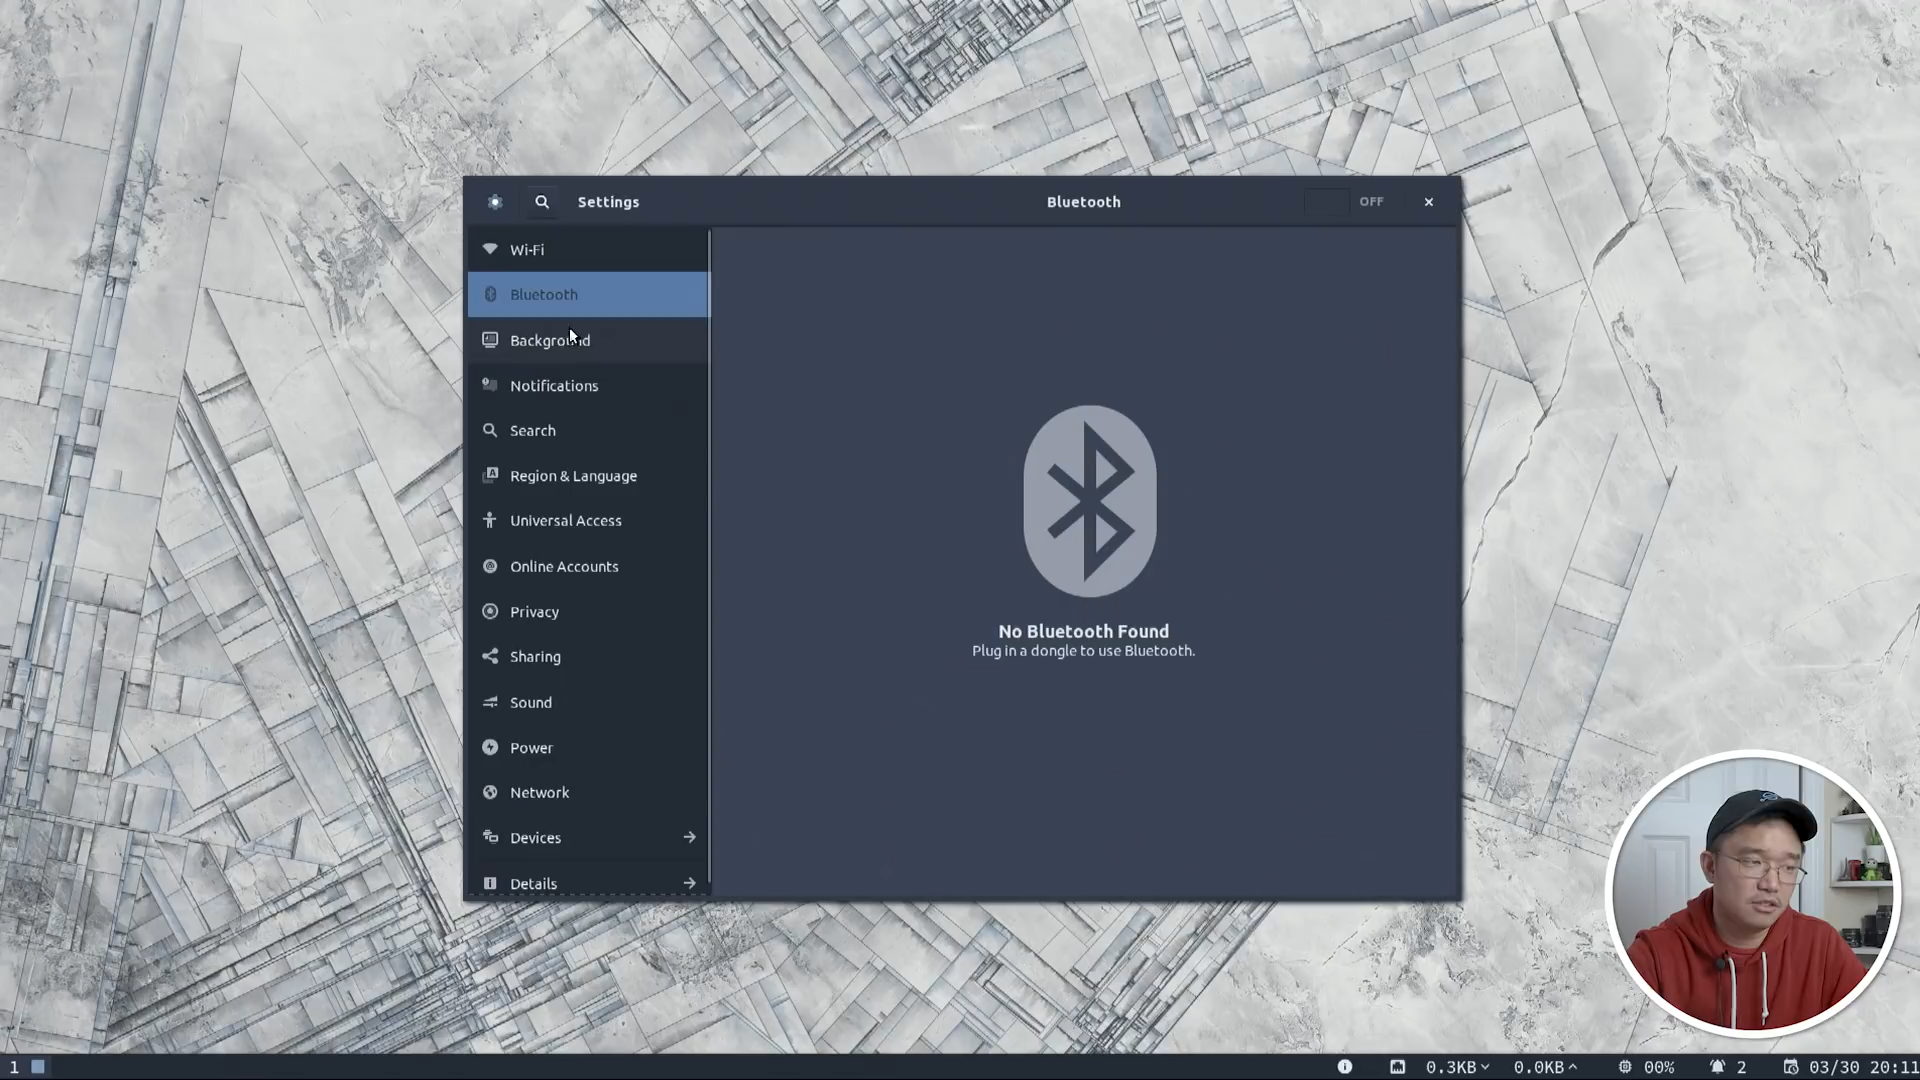 Settings
Bluetooth
OFF
Wi-Fi
Bluetooth
Background
Notifications
Search
Region & Language
Universal Access
Online Accounts
Privacy
Sharing
Sound
Power
Network
Devices
Details
No Bluetooth Found
Plug in a dongle to use Bluetooth.
1 0.3KB 0.0KB 00% 2 03/30 20:11